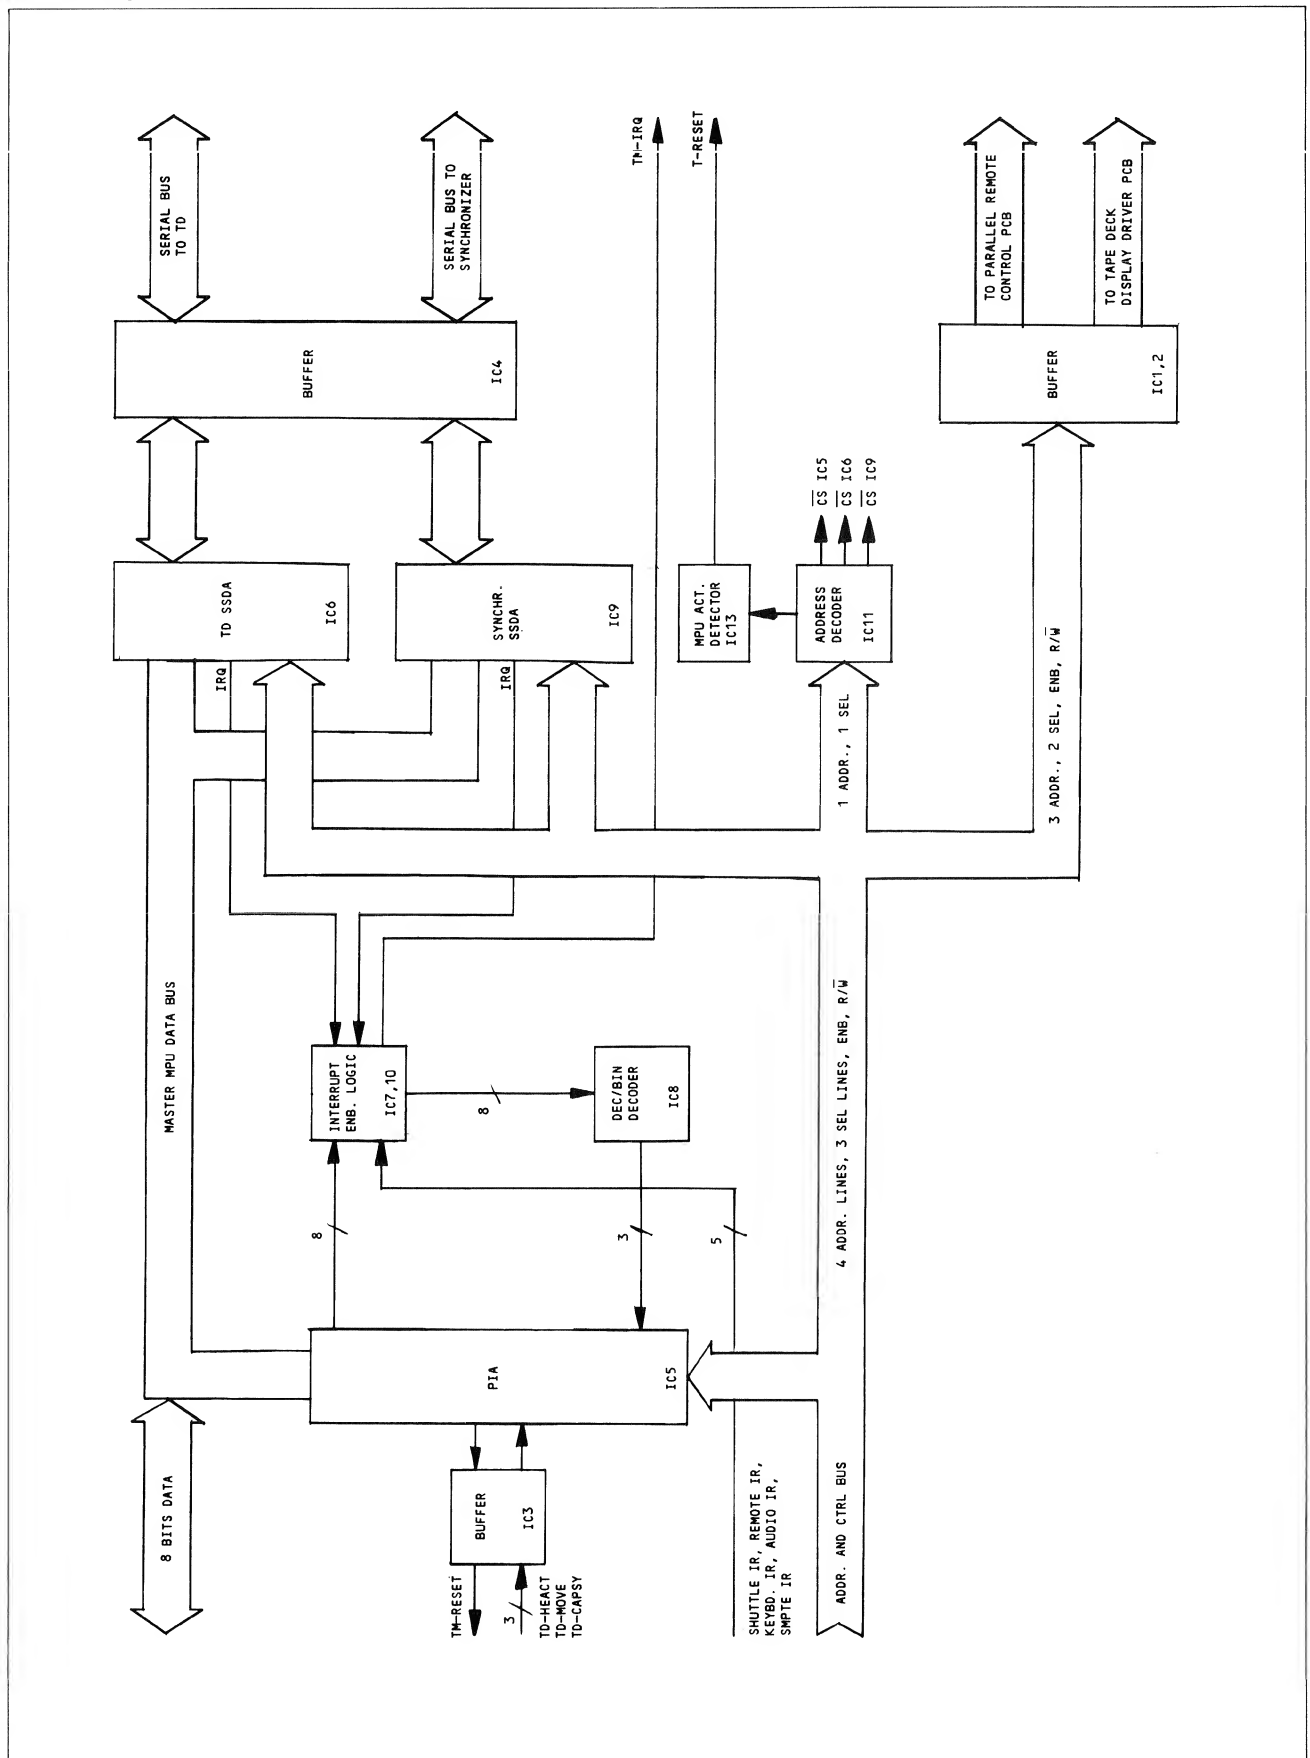 8 BITS DATA
MASTER MPU DATA BUS
SERIAL BUS
TO TD
SERIAL BUS TO
SYNCHRONIZER
BUFFER
IC4
TD SSDA
IC6
IRQ
SYNCHR.
SSDA
IC9
IRQ
TM-RESET
3
TD-HEACT
TD-MOVE
TD-CAPSY
BUFFER
IC3
PIA
IC5
8
INTERRUPT
ENB. LOGIC
IC7,10
8
DEC/BIN
DECODER
IC8
3
5
TM-IRQ
T-RESET
MPU ACT.
DETECTOR
IC13
ADDRESS
DECODER
IC11
C̅S̅ IC5
C̅S̅ IC6
C̅S̅ IC9
SHUTTLE IR, REMOTE IR,
KEYBD. IR, AUDIO IR,
SMPTE IR
ADDR. AND CTRL BUS
4 ADDR. LINES, 3 SEL LINES, ENB, R/W̅
1 ADDR., 1 SEL
3 ADDR., 2 SEL, ENB, R/W̅
BUFFER
IC1,2
TO PARALLEL REMOTE
CONTROL PCB
TO TAPE DECK
DISPLAY DRIVER PCB